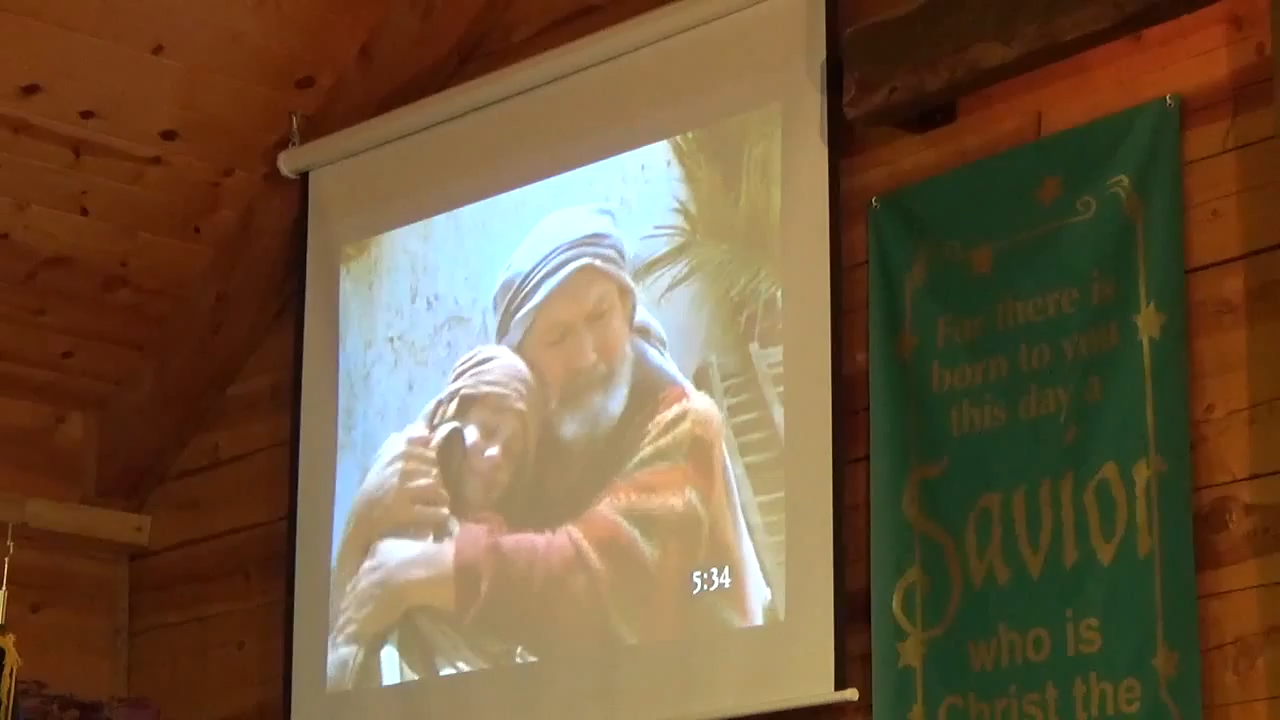 5:34
For there is
born to you
this day a
Savior
who is
Christ the